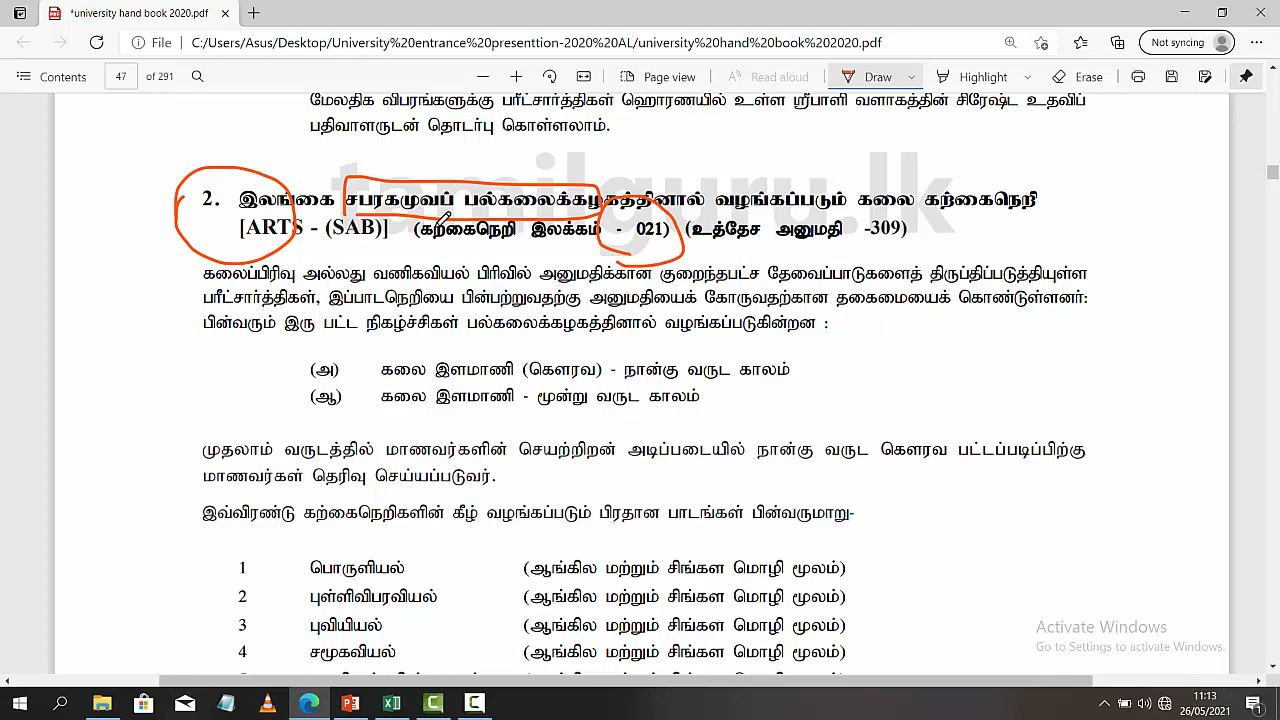 *university hand book 2020.pdf
File
C:/Users/Asus/Desktop/University%20entrance%20presenttion-2020%20AL/university%20hand%20book%202020.pdf
Not syncing
Contents
47 of 291
Page view
Read aloud
Draw
Highlight
Erase
மேலதிக விபரங்களுக்கு பரீட்சார்த்திகள் ஹொரணயில் உள்ள ஸ்ரீபாளி வளாகத்தின் சிரேஷ்ட உதவிப்
பதிவாளருடன் தொடர்பு கொள்ளலாம்.
tamilguru.lk
2. இலங்கை சபரகமுவப் பல்கலைக்கழகத்தினால் வழங்கப்படும் கலை கற்கைநெறி
[ARTS - (SAB)] (கற்கைநெறி இலக்கம் - 021) (உத்தேச அனுமதி -309)
கலைப்பிரிவு அல்லது வணிகவியல் பிரிவில் அனுமதிக்கான குறைந்தபட்ச தேவைப்பாடுகளைத் திருப்திப்படுத்தியுள்ள
பரீட்சார்த்திகள், இப்பாடநெறியை பின்பற்றுவதற்கு அனுமதியைக் கோருவதற்கான தகைமையைக் கொண்டுள்ளனர்:
பின்வரும் இரு பட்ட நிகழ்ச்சிகள் பல்கலைக்கழகத்தினால் வழங்கப்படுகின்றன :
(அ) கலை இளமாணி (கௌரவ) - நான்கு வருட காலம்
(ஆ) கலை இளமாணி - மூன்று வருட காலம்
முதலாம் வருடத்தில் மாணவர்களின் செயற்றிறன் அடிப்படையில் நான்கு வருட கௌரவ பட்டப்படிப்பிற்கு
மாணவர்கள் தெரிவு செய்யப்படுவர்.
இவ்விரண்டு கற்கைநெறிகளின் கீழ் வழங்கப்படும் பிரதான பாடங்கள் பின்வருமாறு-
1 பொருளியல் (ஆங்கில மற்றும் சிங்கள மொழி மூலம்)
2 புள்ளிவிபரவியல் (ஆங்கில மற்றும் சிங்கள மொழி மூலம்)
3 புவியியல் (ஆங்கில மற்றும் சிங்கள மொழி மூலம்)
4 சமூகவியல் (ஆங்கில மற்றும் சிங்கள மொழி மூலம்)
Activate Windows
Go to Settings to activate Windows.
11:13
26/05/2021